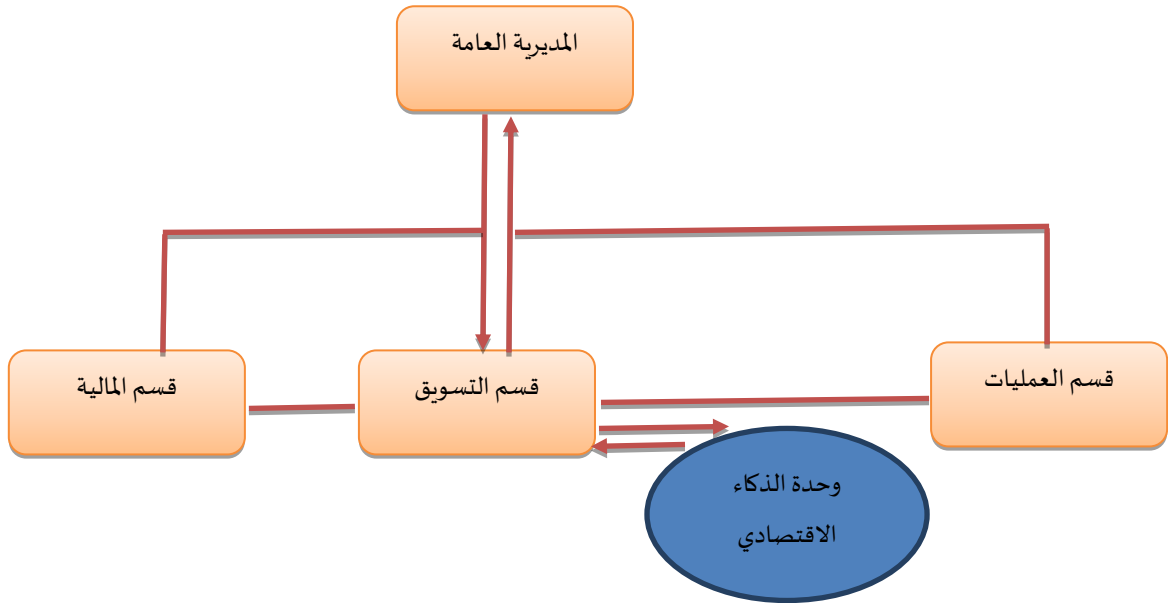 المديرية العامة
قسم العمليات
قسم التسويق
قسم المالية
وحدة الذكاء
الاقتصادي